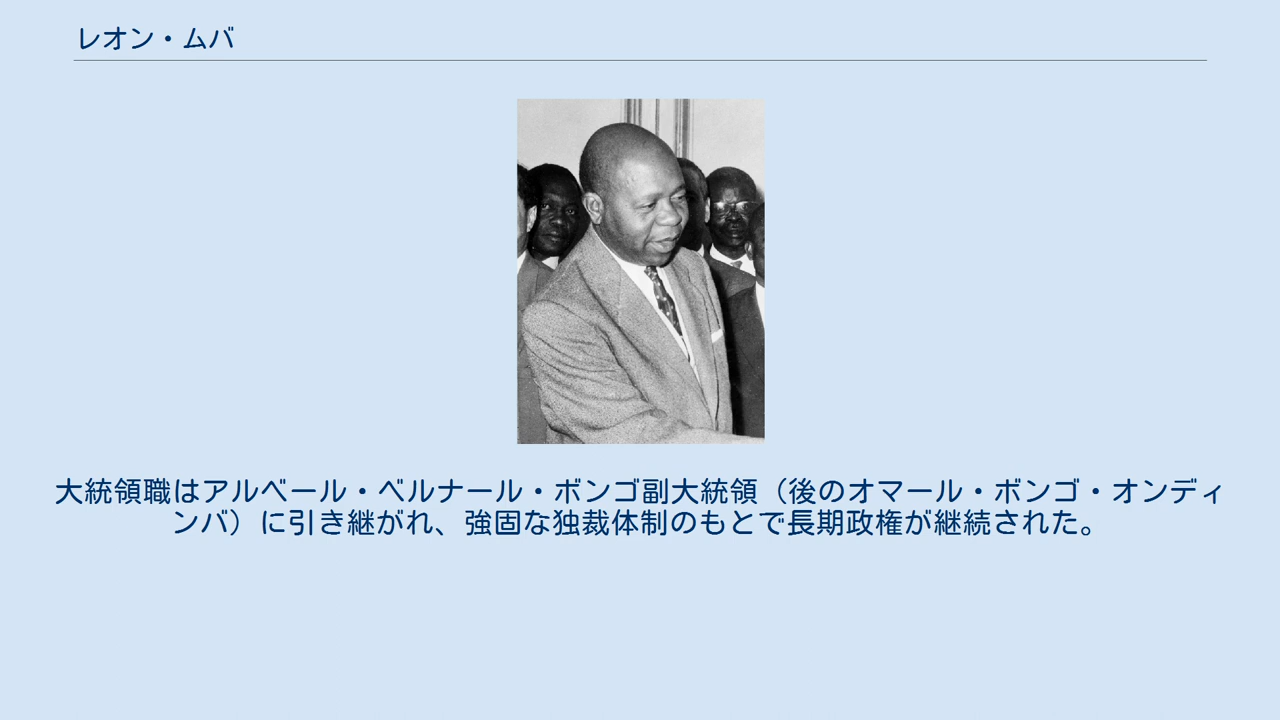 レオン・ムバ
大統領職はアルベール・ベルナール・ボンゴ副大統領（後のオマール・ボンゴ・オンディ
ンバ）に引き継がれ、強固な独裁体制のもとで長期政権が継続された。